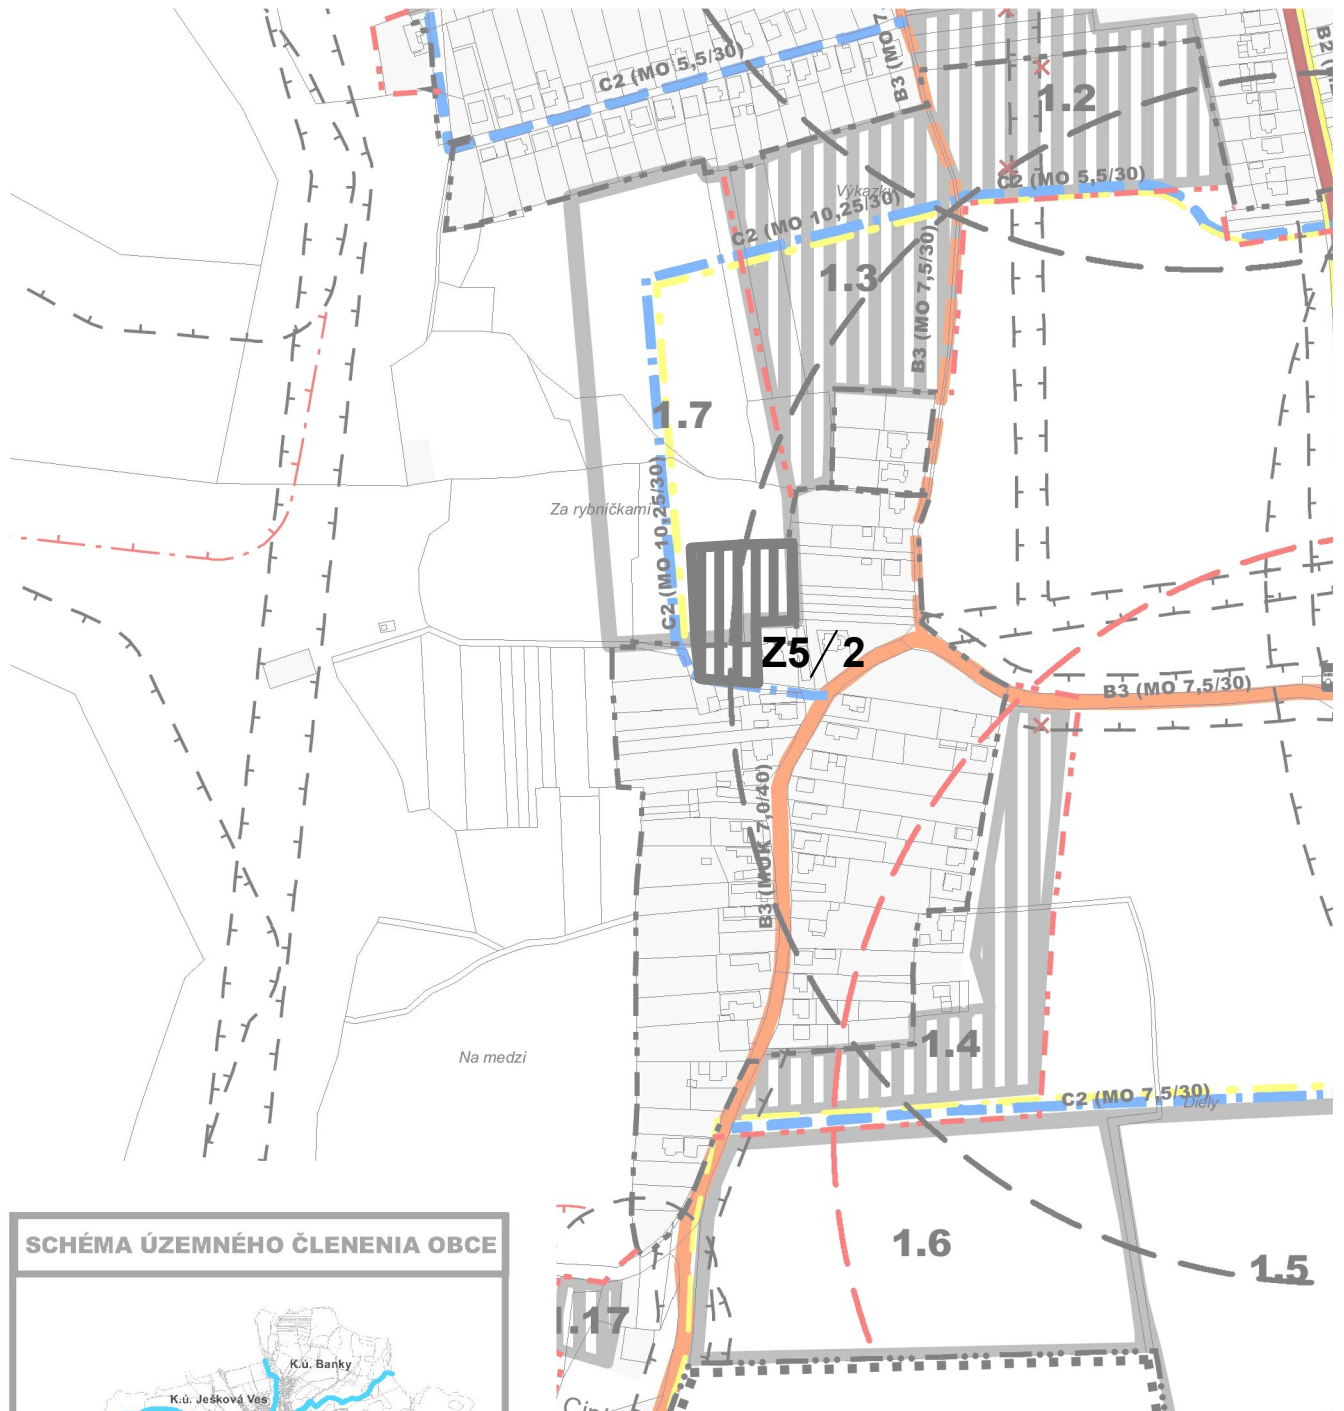 C2 (MO 5,5/30)
B3 (MO 7,
B2 (
1.2
C2 (MO 5,5/30)
Výkazky
C2 (MO 10,25/30)
1.3
B3 (MO 7,5/30)
1.7
Za rybníčkami
C2 (MO 10,25/30)
Z5/2
B3 (MO 7,5/30)
B3 (MOK 7,0/40)
1.4
Na medzi
C2 (MO 7,5/30)
Diely
1.6
1.5
SCHÉMA ÚZEMNÉHO ČLENENIA OBCE
.17
K.ú. Banky
K.ú. Ješková Ves